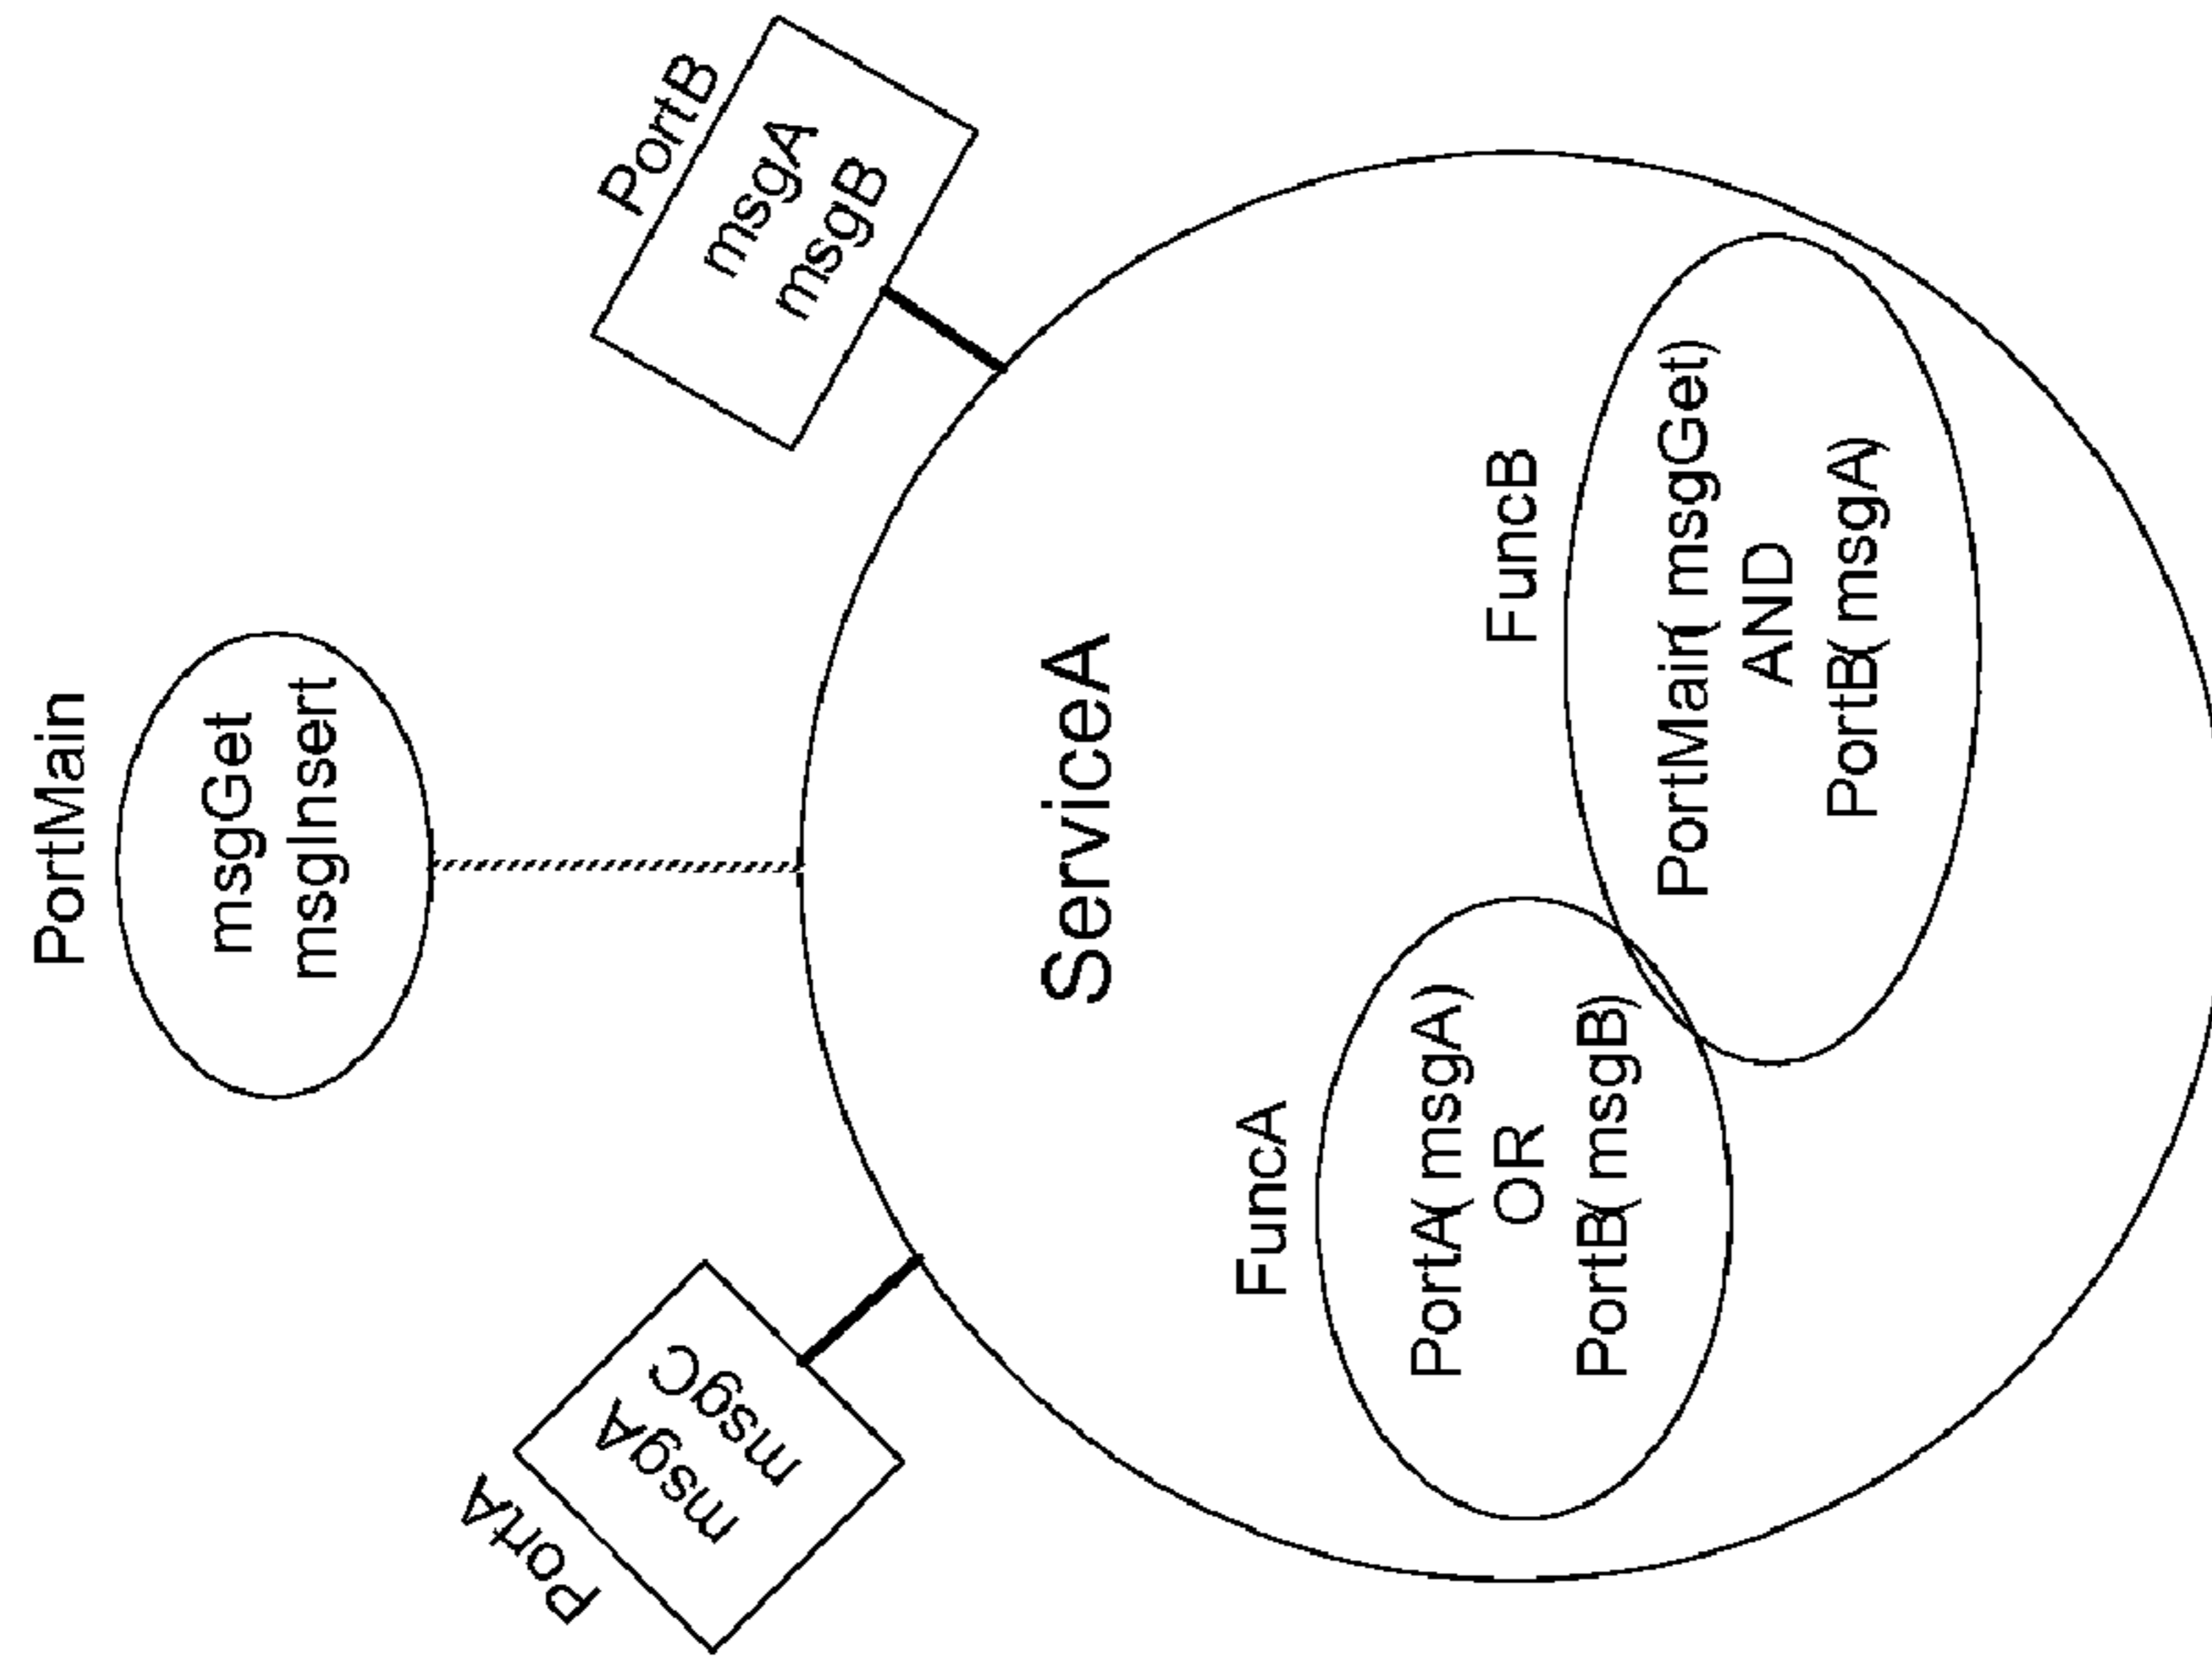 PortMain
msgGet
msgInsert
PortA
msgA
msgC
PortB
msgA
msgB
ServiceA
FuncA
PortA( msgA)
OR
PortB( msgB)
FuncB
PortMain( msgGet)
AND
PortB( msgA)